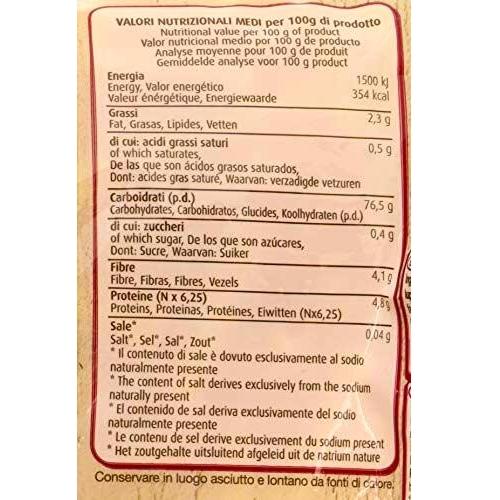 VALORI NUTRIZIONALI MEDI per 100g di prodotto
Nutritional value per 100 g of product
Valor nutricional medio por 100 g de producto
Analyse moyenne pour 100 g de produit
Gemiddelde analyse voor 100 g product
Energia
Energy, Valor energético
Valeur énérgétique, Energiewaarde
1500 kJ
354 kcal
Grassi
Fat, Grasas, Lipides, Vetten
2,3 g
di cui: acidi grassi saturi
of which saturates,
De las que son ácidos grasos saturados,
Dont: acides gras saturé, Waarvan: verzadigde vetzuren
0,5 g
Carboidrati (p.d.)
Carbohydrates, Carbohidratos, Glucides, Koolhydraten (p.d.)
76,5 g
di cui: zuccheri
of which sugar, De los que son azúcares,
Dont: Sucre, Waarvan: Suiker
0,4 g
Fibre
Fibre, Fibras, Fibres, Vezels
4,1 g
Proteine (N x 6,25)
Proteins, Proteinas, Protéines, Eiwitten (Nx6,25)
4,8 g
Sale*
Salt*, Sel*, Sal*, Zout*
0,04 g
* Il contenuto di sale è dovuto esclusivamente al sodio
naturalmente presente
* The content of salt derives exclusively from the sodium
naturally present
* El contenido de sal deriva exclusivamente del sodio
naturalmente presente
* Le contenu de sel derive exclusivement du sodium present
* Het zoutgehalte uitsluitend afgeleid uit de natrium nature
Conservare in luogo asciutto e lontano da fonti di calore,